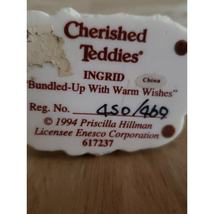 Cherished
Teddies®
INGRID
China
"Bundled-Up With Warm Wishes"
Reg. No. 4S0/469
© 1994 Priscilla Hillman
Licensee Enesco Corporation
617237